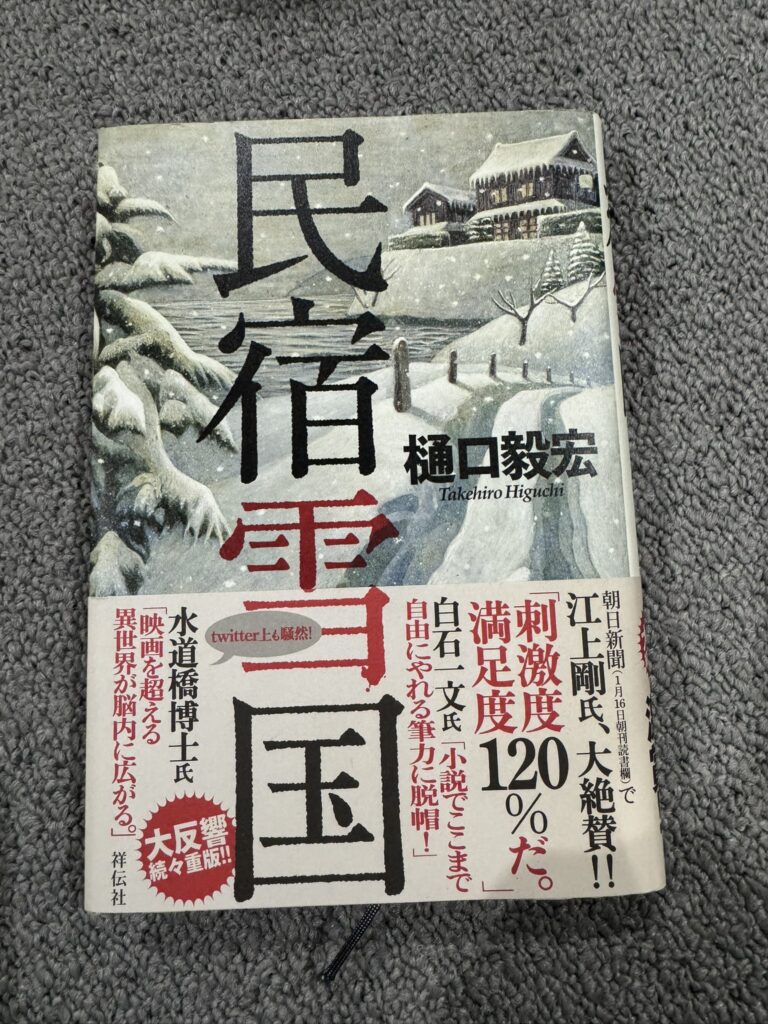 民宿雪国
樋口毅宏
Takehiro Higuchi
朝日新聞(1月16日朝刊読書欄)で
江上剛氏、大絶賛!!
「刺激度
満足度
120%だ。」
白石一文氏「小説でここまで
自由にやれる筆力に脱帽!」
twitter上も騒然!
水道橋博士氏
「映画を超える
異世界が脳内に広がる。」
大反響
続々重版!!
祥伝社